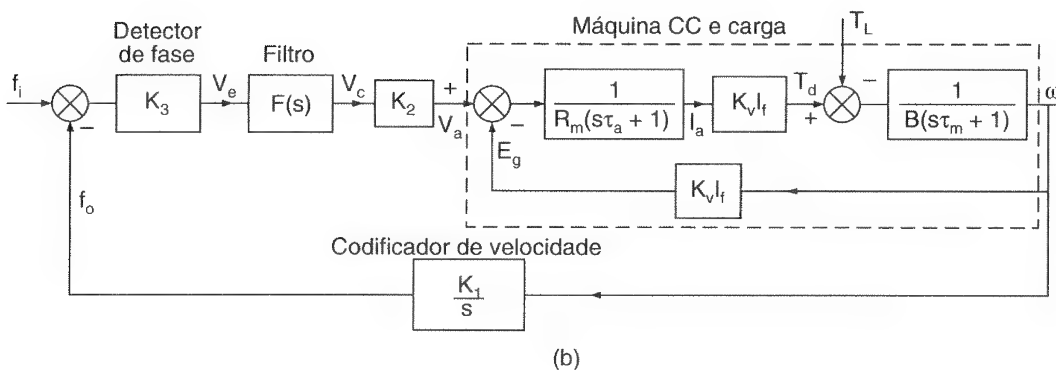 Detector
de fase
Filtro
Máquina CC e carga
T_L
f_i
K_3
V_e
F(s)
V_c
K_2
+
V_a
1
R_m(sτ_a + 1)
I_a
K_vI_f
T_d
+
−
1
B(sτ_m + 1)
ω
−
−
E_g
K_vI_f
f_o
Codificador de velocidade
K_1
s
(b)